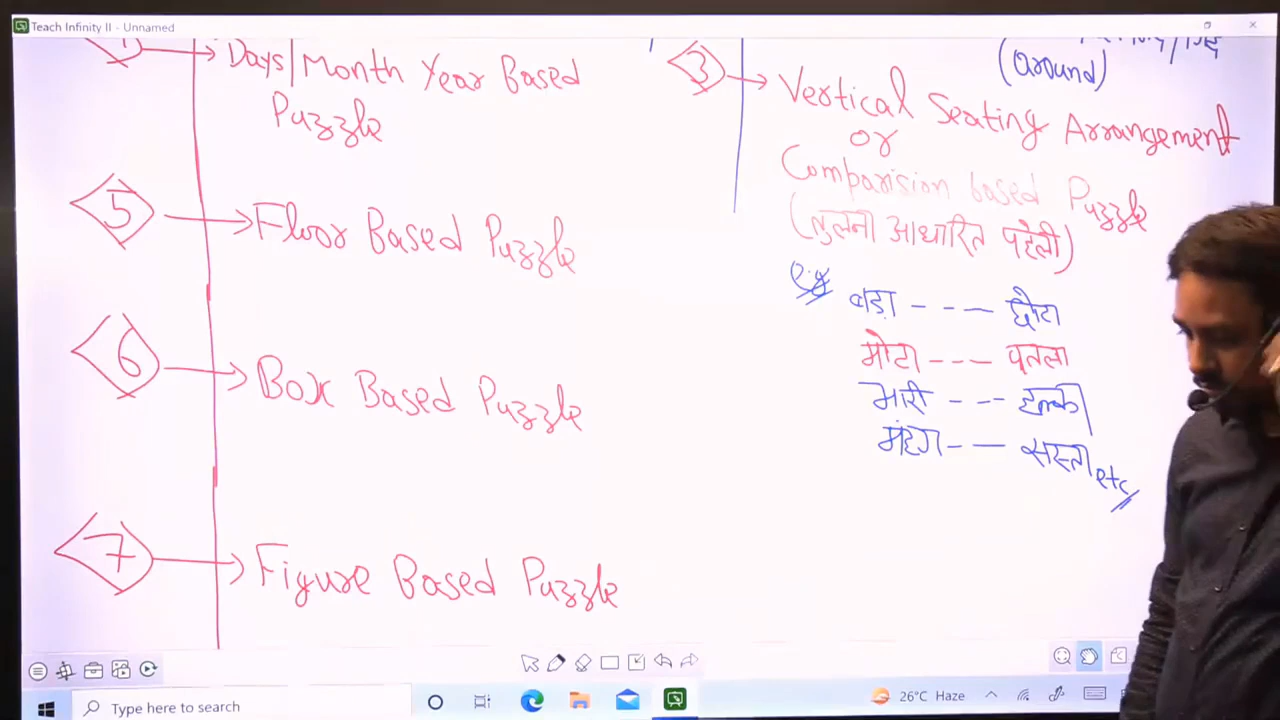 Teach Infinity II - Unnamed
Days/Month Year Based
Puzzle
5 Floor Based Puzzle
6 Box Based Puzzle
7 Figure Based Puzzle
(around)
3 Vertical Seating Arrangement
or
Comparision based Puzzle
(तुलना आधारित पहेली)
e.g
बड़ा - - - छोटा
मोटा - - - पतला
भारी - - - हल्का
मंहगा - - सस्ता etc
Type here to search
26°C Haze